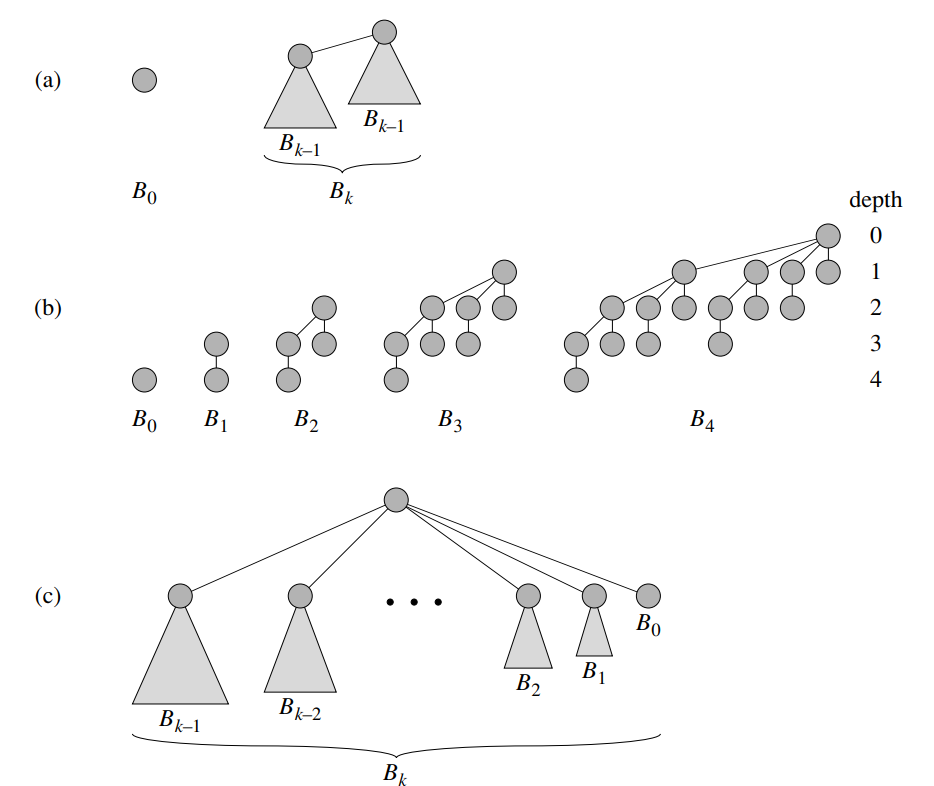 (a)
B₀
Bₖ₋₁
Bₖ₋₁
Bₖ
depth
0
1
(b)
2
3
4
B₀ B₁ B₂ B₃ B₄
(c)
• • •
B₀
B₁
B₂
Bₖ₋₂
Bₖ₋₁
Bₖ